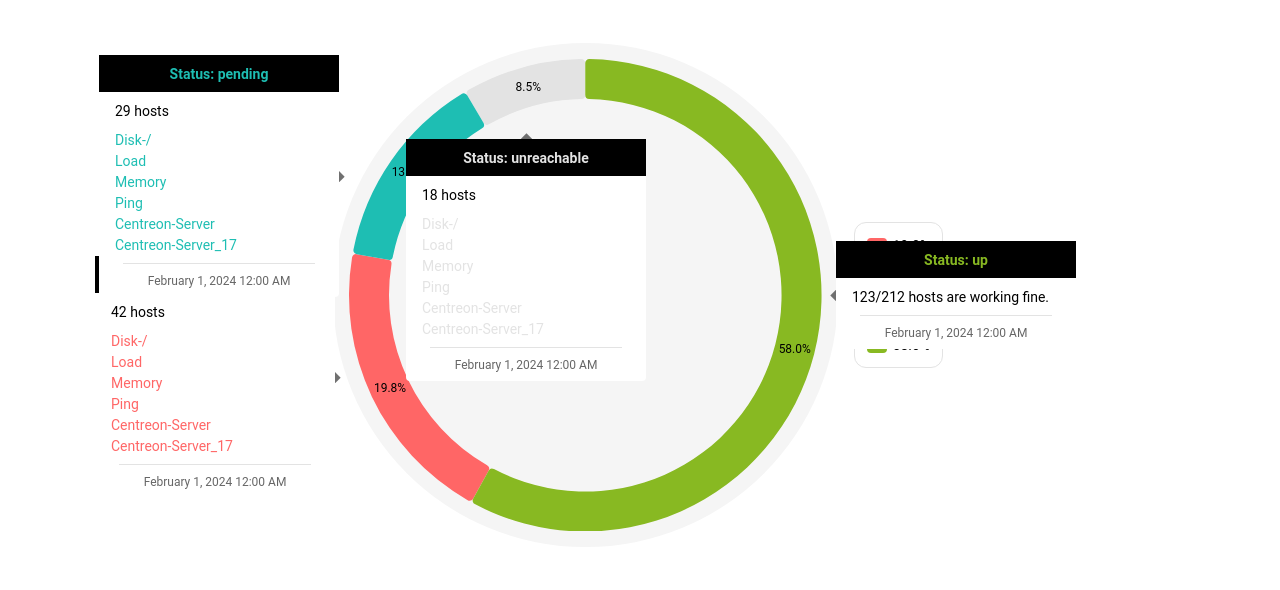 Status: pending
29 hosts
Disk-/
Load
Memory
Ping
Centreon-Server
Centreon-Server_17
February 1, 2024 12:00 AM
42 hosts
Disk-/
Load
Memory
Ping
Centreon-Server
Centreon-Server_17
February 1, 2024 12:00 AM
8.5%
13
19.8%
58.0%
Status: unreachable
18 hosts
Disk-/
Load
Memory
Ping
Centreon-Server
Centreon-Server_17
February 1, 2024 12:00 AM
Status: up
123/212 hosts are working fine.
February 1, 2024 12:00 AM